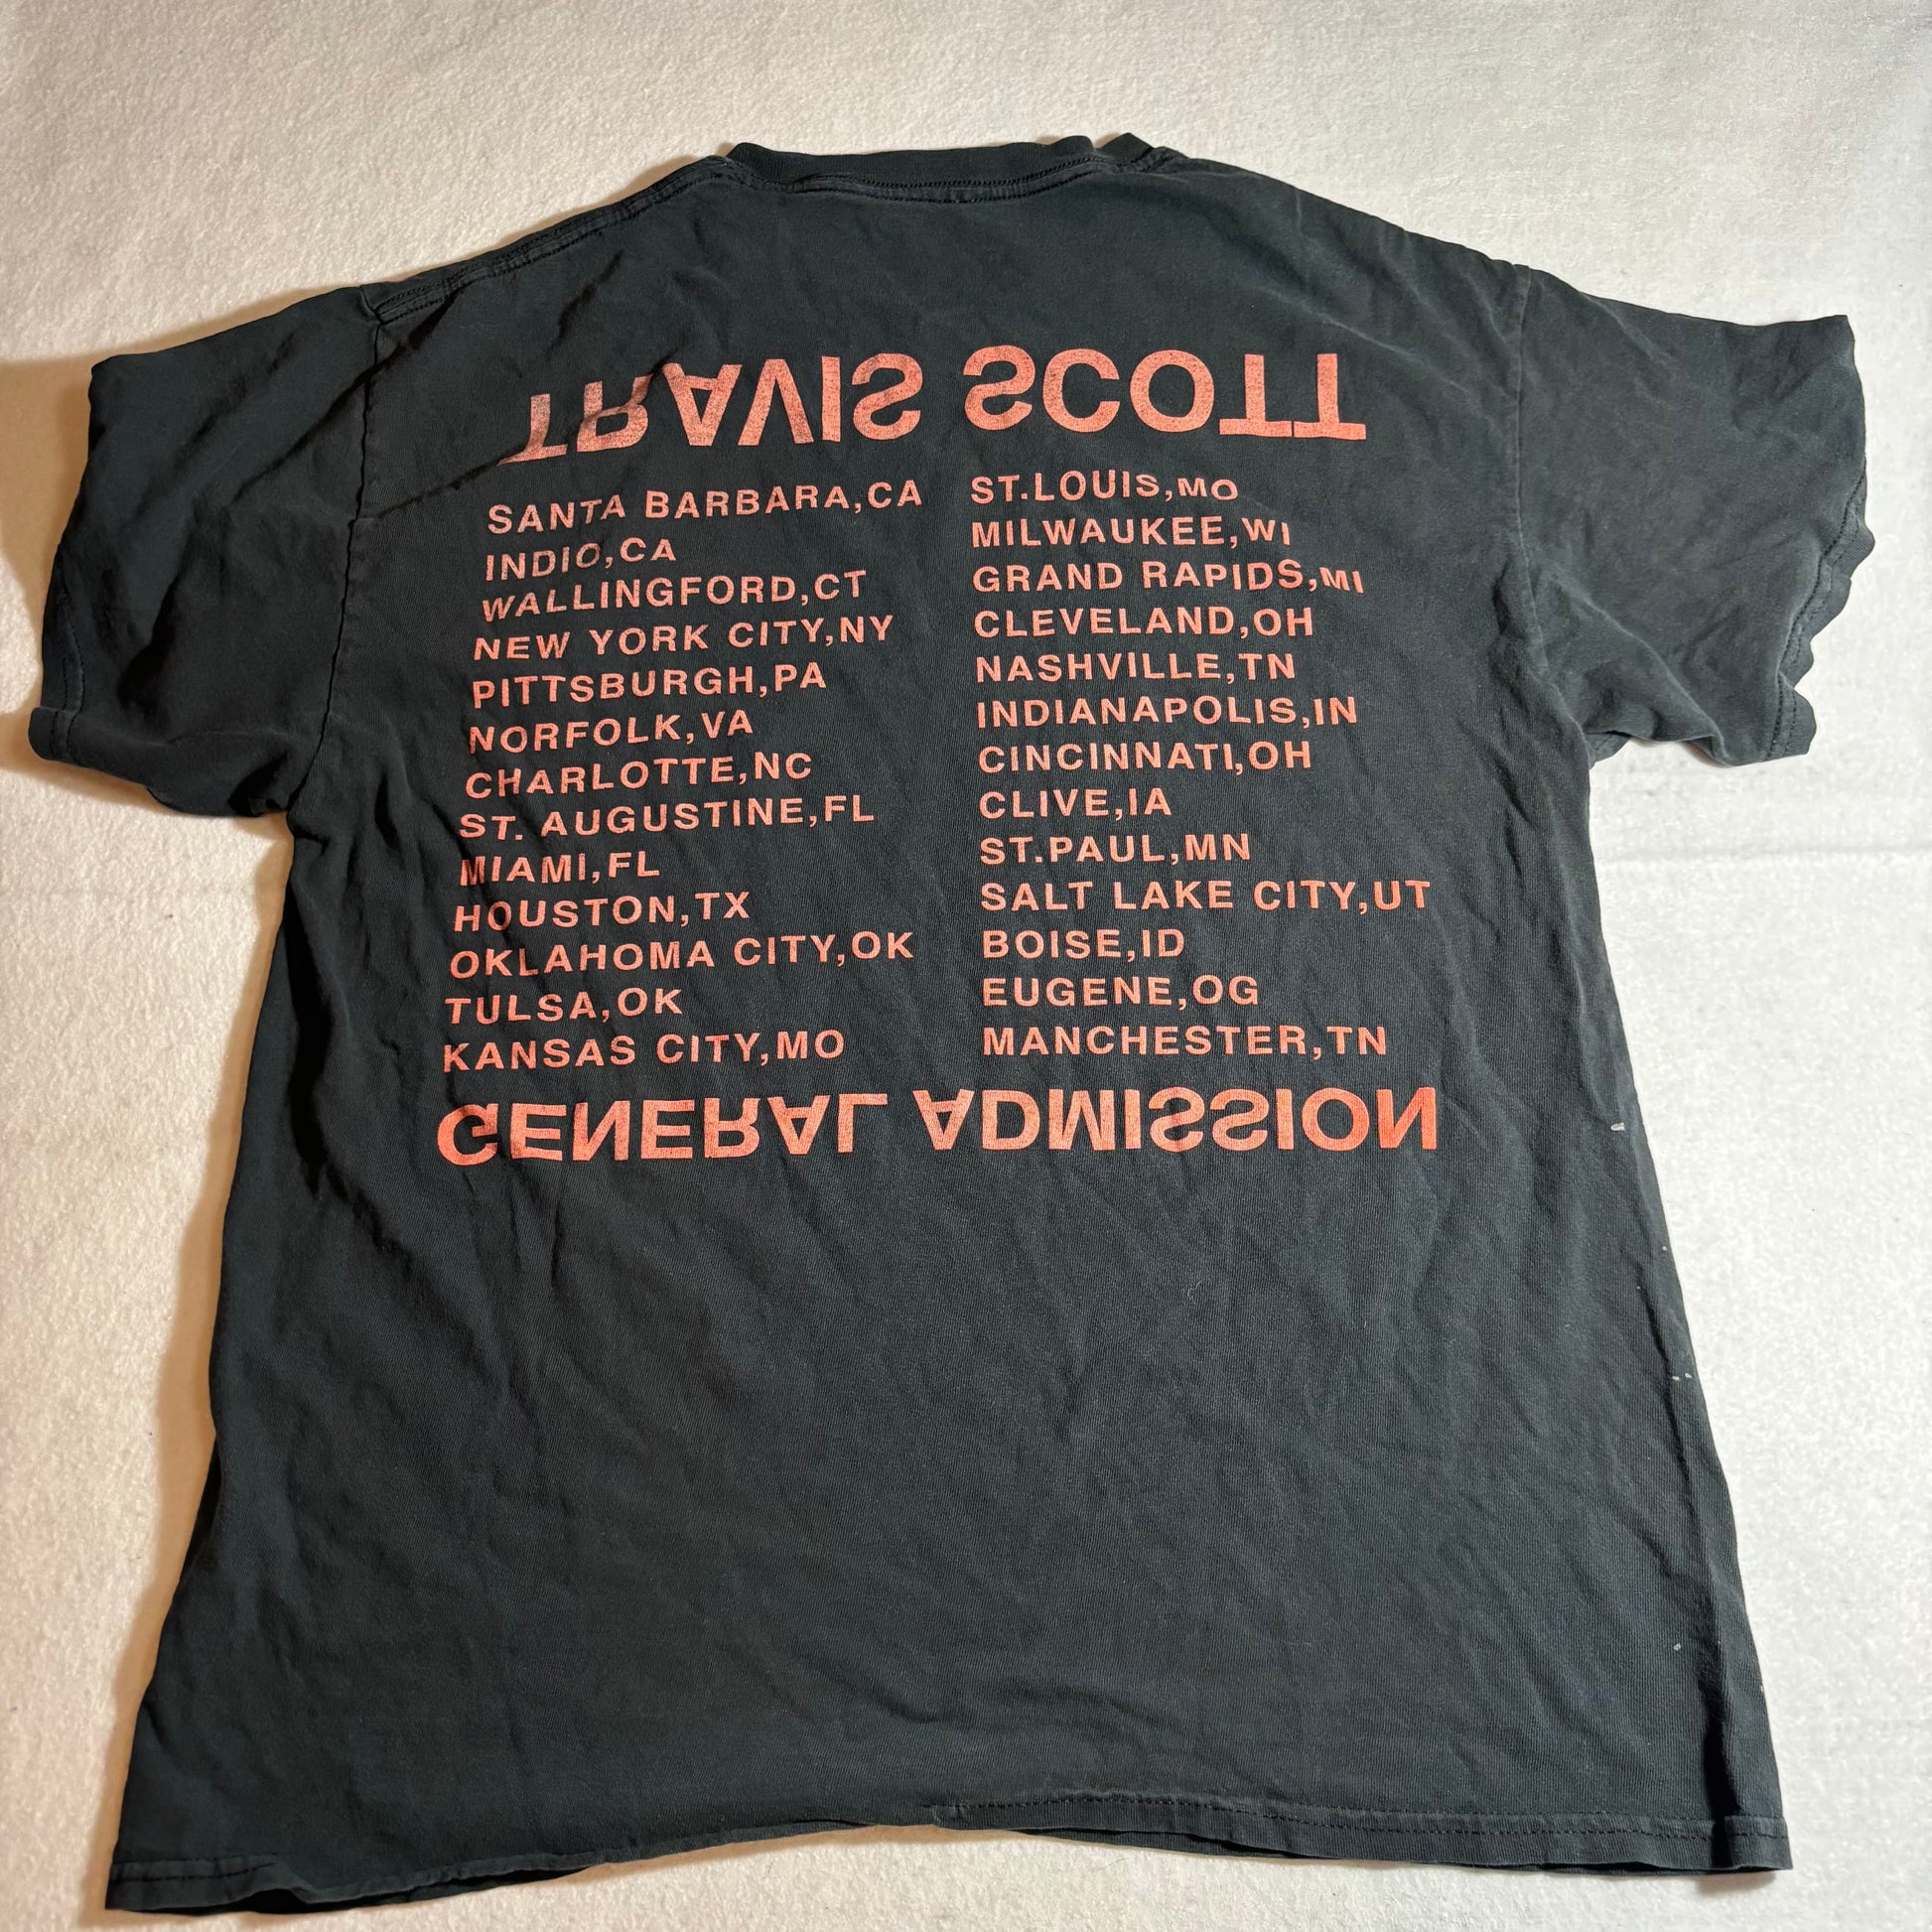 TRAVIS SCOTT
SANTA BARBARA,CA
INDIO,CA
WALLINGFORD,CT
NEW YORK CITY,NY
PITTSBURGH,PA
NORFOLK,VA
CHARLOTTE,NC
ST. AUGUSTINE,FL
MIAMI,FL
HOUSTON,TX
OKLAHOMA CITY,OK
TULSA,OK
KANSAS CITY,MO
ST.LOUIS,MO
MILWAUKEE,WI
GRAND RAPIDS,MI
CLEVELAND,OH
NASHVILLE,TN
INDIANAPOLIS,IN
CINCINNATI,OH
CLIVE,IA
ST.PAUL,MN
SALT LAKE CITY,UT
BOISE,ID
EUGENE,OG
MANCHESTER,TN
GENERAL ADMISSION